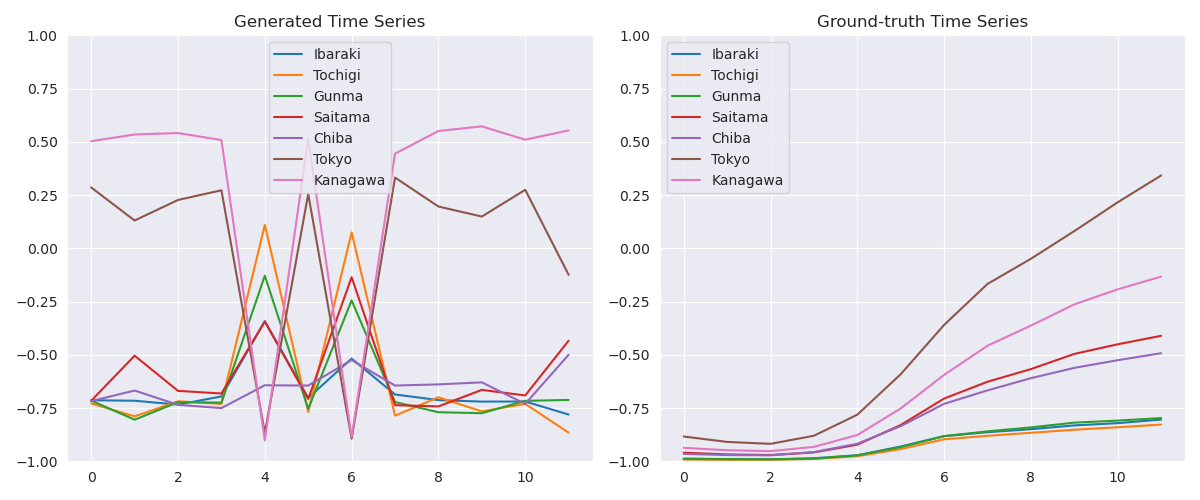 Generated Time Series
1.00
0.75
0.50
0.25
0.00
−0.25
−0.50
−0.75
−1.00
0 2 4 6 8 10
Ibaraki
Tochigi
Gunma
Saitama
Chiba
Tokyo
Kanagawa
Ground-truth Time Series
1.00
0.75
0.50
0.25
0.00
−0.25
−0.50
−0.75
−1.00
0 2 4 6 8 10
Ibaraki
Tochigi
Gunma
Saitama
Chiba
Tokyo
Kanagawa